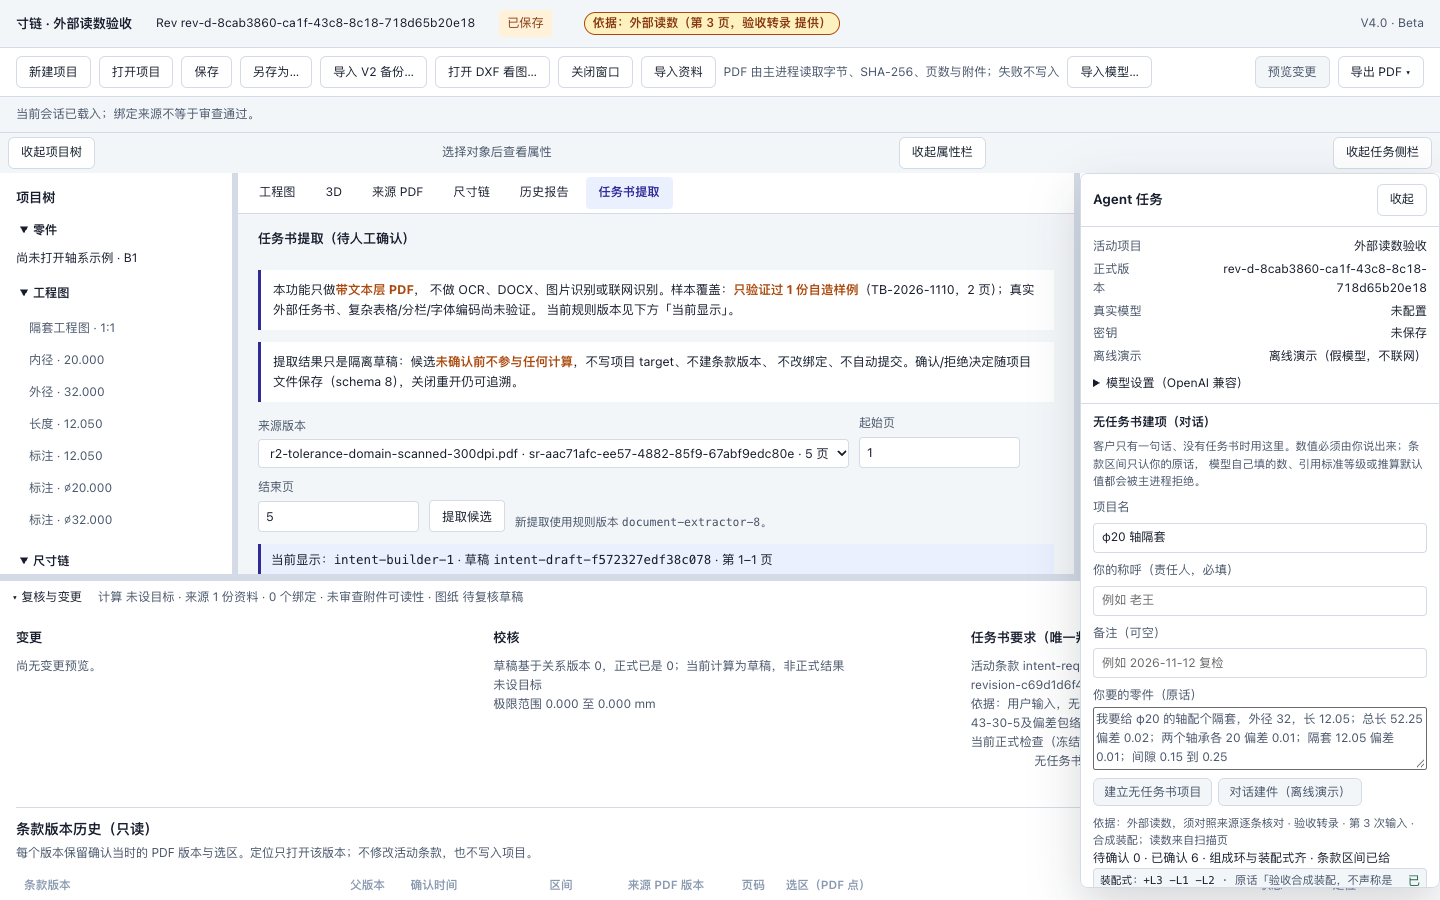 寸链 · 外部读数验收 Rev rev-d-8cab3860-ca1f-43c8-8c18-718d65b20e18 已保存 依据：外部读数（第 3 页，验收转录 提供） V4.0 · Beta
新建项目 打开项目 保存 另存为... 导入 V2 备份... 打开 DXF 看图... 关闭窗口 导入资料 PDF 由主进程读取字节、SHA-256、页数与附件；失败不写入 导入模型... 预览变更 导出 PDF
当前会话已载入；绑定来源不等于审查通过。
收起项目树 选择对象后查看属性 收起属性栏 收起任务侧栏
项目树
▼ 零件
尚未打开轴系示例 · B1
▼ 工程图
隔套工程图 · 1:1
内径 · 20.000
外径 · 32.000
长度 · 12.050
标注 · 12.050
标注 · ⌀20.000
标注 · ⌀32.000
▼ 尺寸链
工程图 3D 来源 PDF 尺寸链 历史报告 任务书提取
任务书提取（待人工确认）
本功能只做带文本层 PDF， 不做 OCR、DOCX、图片识别或联网识别。样本覆盖：只验证过 1 份自造样例（TB-2026-1110，2 页）；真实
外部任务书、复杂表格/分栏/字体编码尚未验证。 当前规则版本见下方「当前显示」。
提取结果只是隔离草稿：候选未确认前不参与任何计算，不写项目 target、不建条款版本、 不改绑定、不自动提交。确认/拒绝决定随项目
文件保存（schema 8），关闭重开仍可追溯。
来源版本 起始页
r2-tolerance-domain-scanned-300dpi.pdf · sr-aac71afc-ee57-4882-85f9-67abf9edc80e · 5 页 1
结束页
5 提取候选 新提取使用规则版本 document-extractor-8。
当前显示：intent-builder-1 · 草稿 intent-draft-f572327edf38c078 · 第 1–1 页
复核与变更 计算 未设目标 · 来源 1 份资料 · 0 个绑定 · 未审查附件可读性 · 图纸 待复核草稿
变更
尚无变更预览。
校核
草稿基于关系版本 0，正式已是 0；当前计算为草稿，非正式结果
未设目标
极限范围 0.000 至 0.000 mm
任务书要求（唯一
活动条款 intent-req
revision-c69d1d6f4
依据：用户输入，无
43-30-5及偏差包络
当前正式检查（冻结
无任务书
条款版本历史（只读）
每个版本保留确认当时的 PDF 版本与选区。定位只打开该版本；不修改活动条款，也不写入项目。
条款版本 父版本 确认时间 区间 来源 PDF 版本 页码 选区（PDF 点）
Agent 任务 收起
活动项目 外部读数验收
正式版本 rev-d-8cab3860-ca1f-43c8-8c18-
718d65b20e18
真实模型 未配置
密钥 未保存
离线演示 离线演示（假模型，不联网）
▶ 模型设置（OpenAI 兼容）
无任务书建项（对话）
客户只有一句话、没有任务书时用这里。数值必须由你说出来；条
款区间只认你的原话， 模型自己填的数、引用标准等级或推算默认
值都会被主进程拒绝。
项目名
φ20 轴隔套
你的称呼（责任人，必填）
例如 老王
备注（可空）
例如 2026-11-12 复检
你要的零件（原话）
我要给 φ20 的轴配个隔套，外径 32，长 12.05；总长 52.25
偏差 0.02；两个轴承各 20 偏差 0.01；隔套 12.05 偏差
0.01；间隙 0.15 到 0.25
建立无任务书项目 对话建件（离线演示）
依据：外部读数，须对照来源逐条核对 · 验收转录 · 第 3 次输入 ·
合成装配；读数来自扫描页
待确认 0 · 已确认 6 · 组成环与装配式齐 · 条款区间已给
装配式：+L3 −L1 −L2 · 原话「验收合成装配，不声称是 已